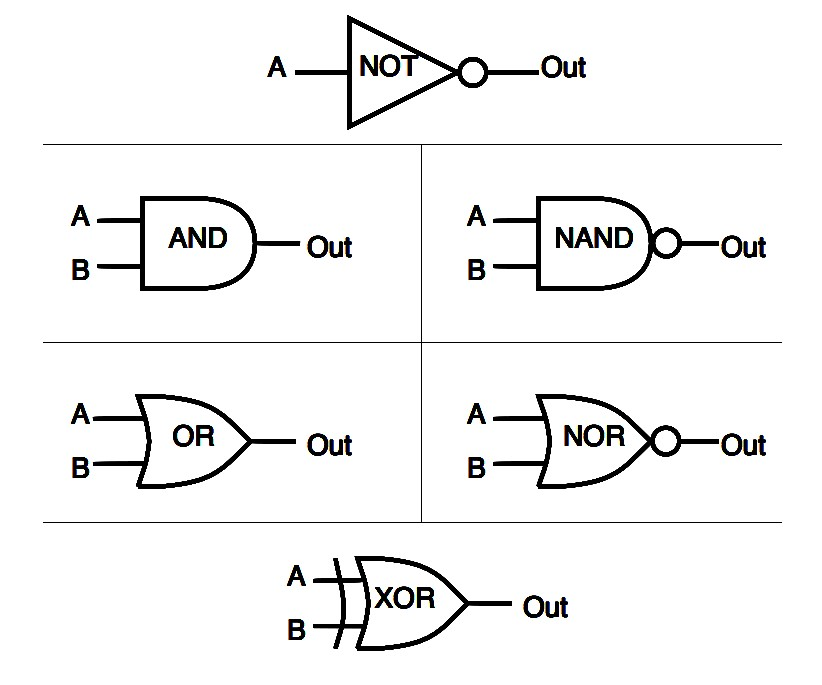 A NOT Out
A AND Out
B
A NAND Out
B
A OR Out
B
A NOR Out
B
A XOR Out
B